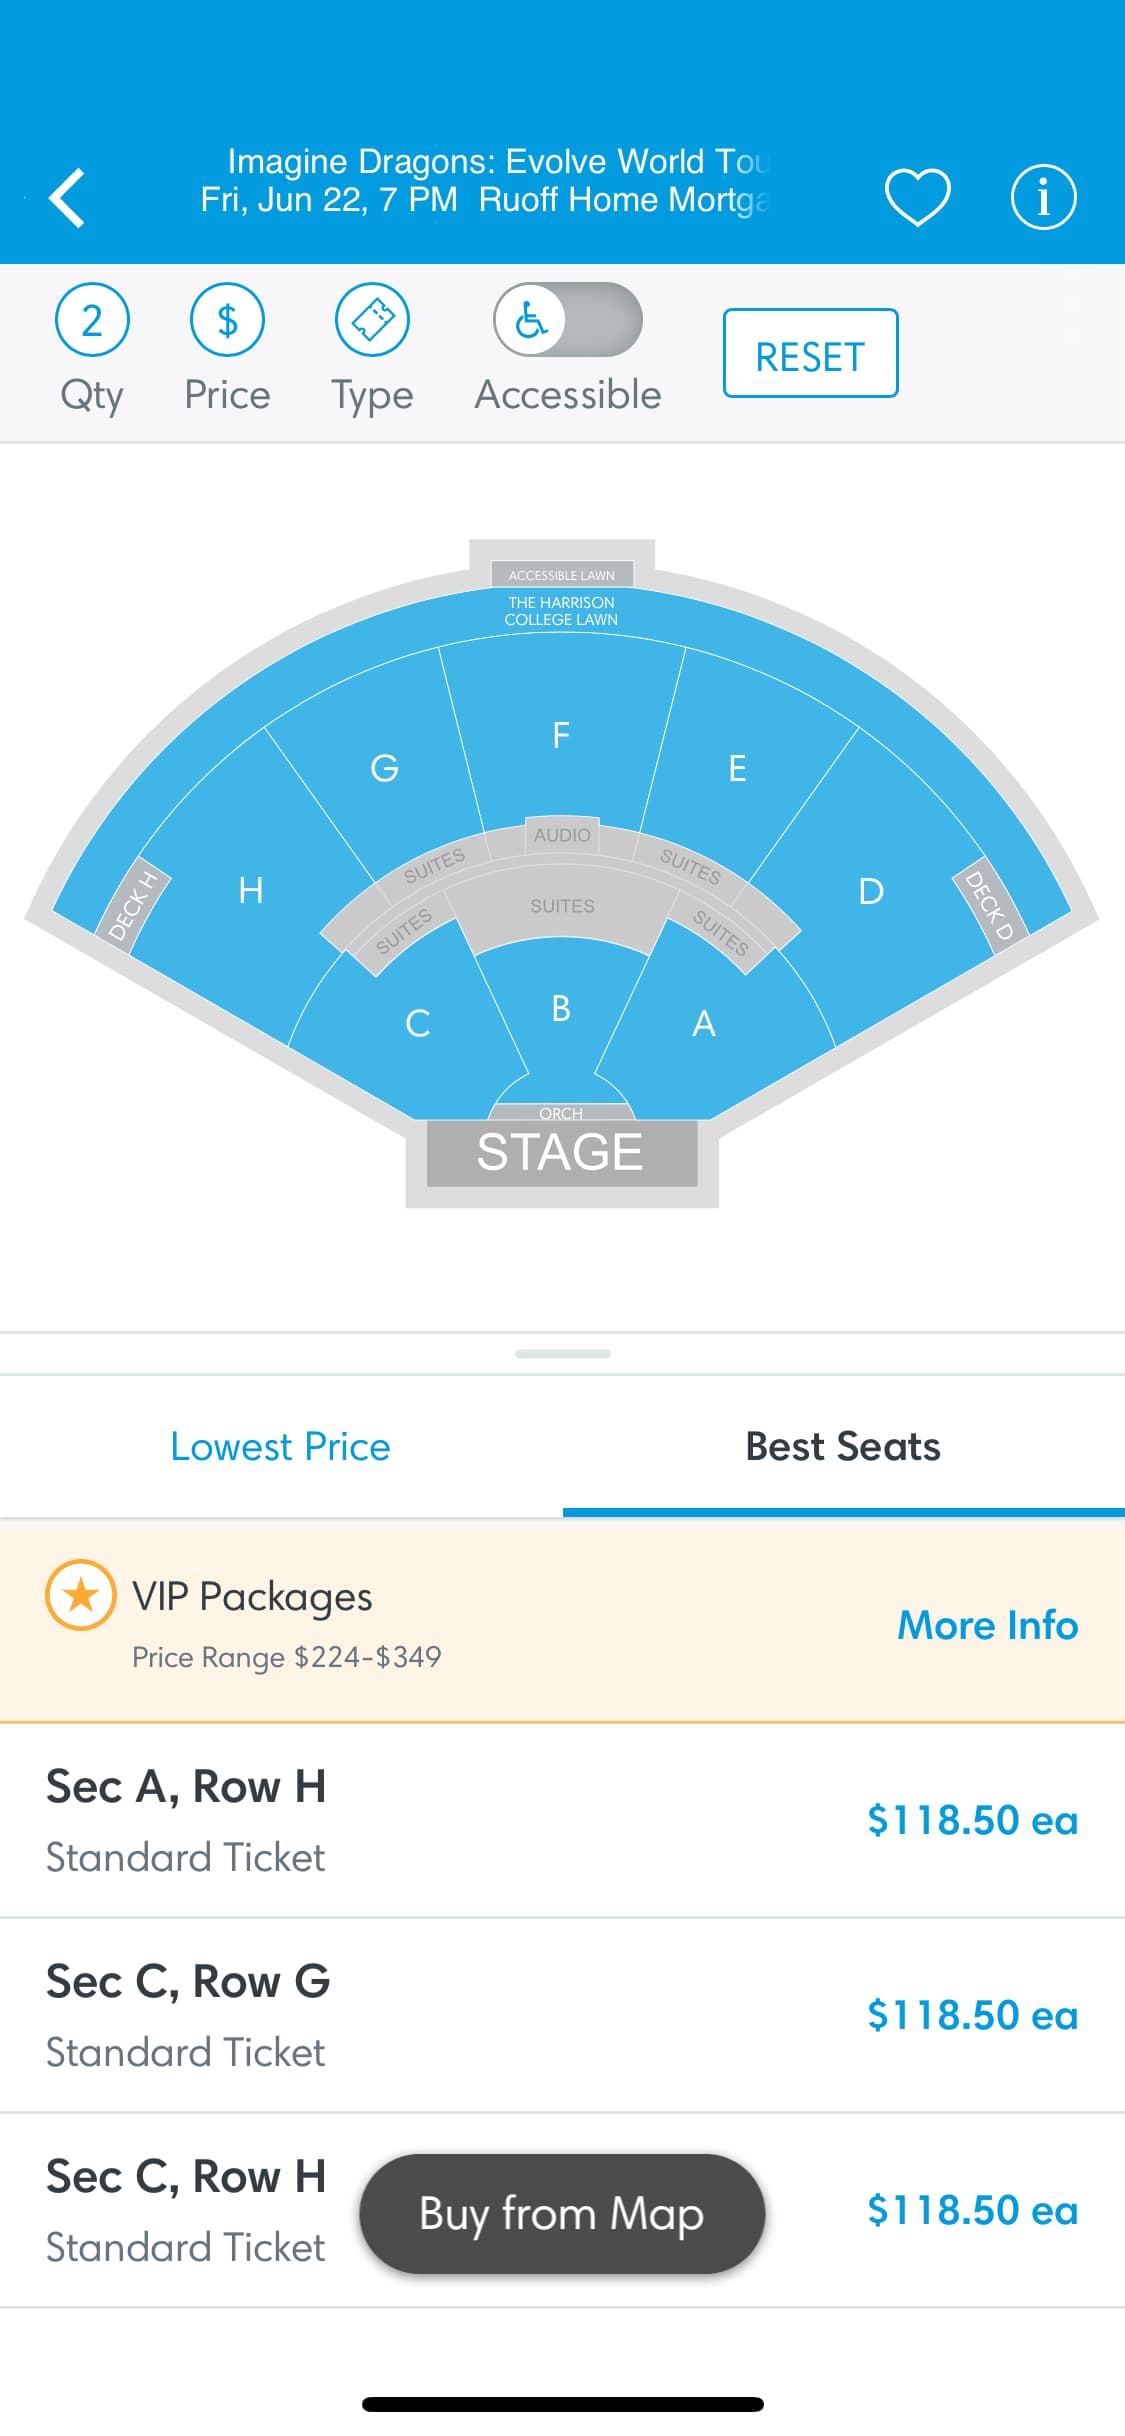 Imagine Dragons: Evolve World Tou
Fri, Jun 22, 7 PM  Ruoff Home Mortga
2
$
Qty
Price
Type
Accessible
RESET
ACCESSIBLE LAWN
THE HARRISON
COLLEGE LAWN
F
G
E
AUDIO
SUITES
SUITES
DECK H
H
D
DECK D
SUITES
SUITES
SUITES
C
B
A
ORCH
STAGE
Lowest Price
Best Seats
VIP Packages
Price Range $224-$349
More Info
Sec A, Row H
Standard Ticket
$118.50 ea
Sec C, Row G
Standard Ticket
$118.50 ea
Sec C, Row H
Standard Ticket
$118.50 ea
Buy from Map